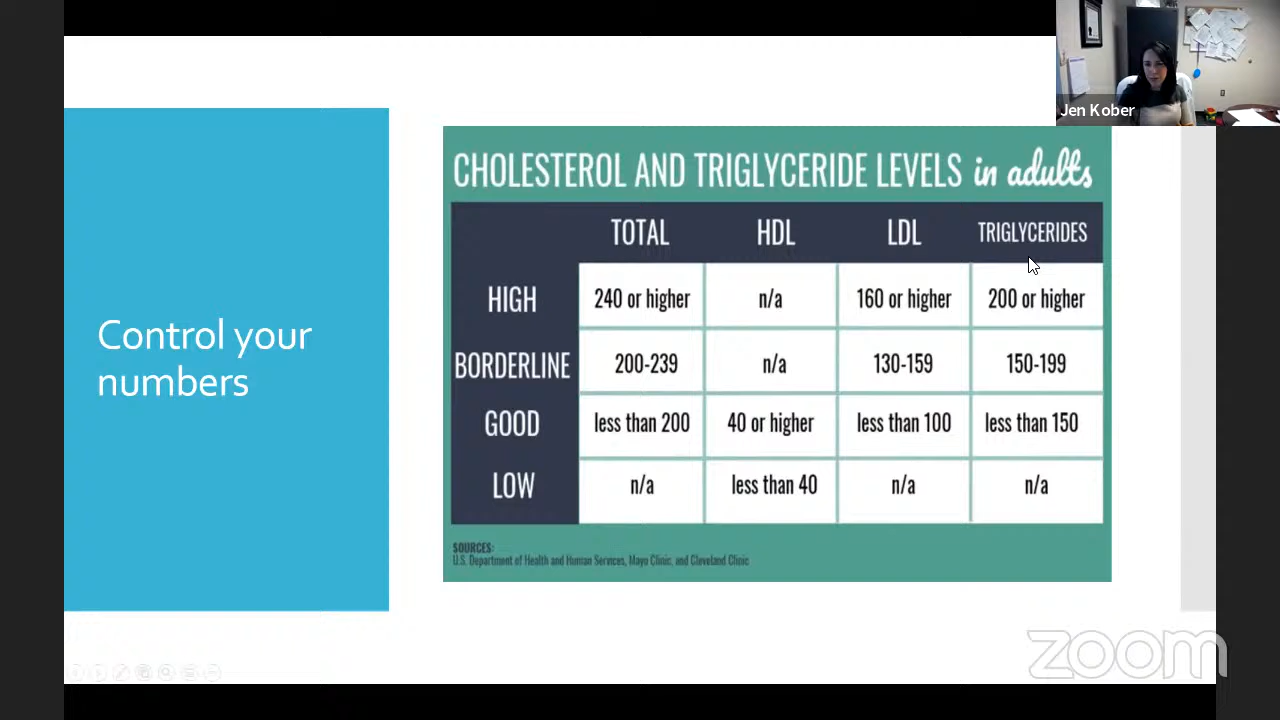 Jen Kober
Control your
numbers
CHOLESTEROL AND TRIGLYCERIDE LEVELS in adults
TOTAL HDL LDL TRIGLYCERIDES
HIGH 240 or higher n/a 160 or higher 200 or higher
BORDERLINE 200-239 n/a 130-159 150-199
GOOD less than 200 40 or higher less than 100 less than 150
LOW n/a less than 40 n/a n/a
SOURCES:
U.S. Department of Health and Human Services, Mayo Clinic, and Cleveland Clinic
zoom